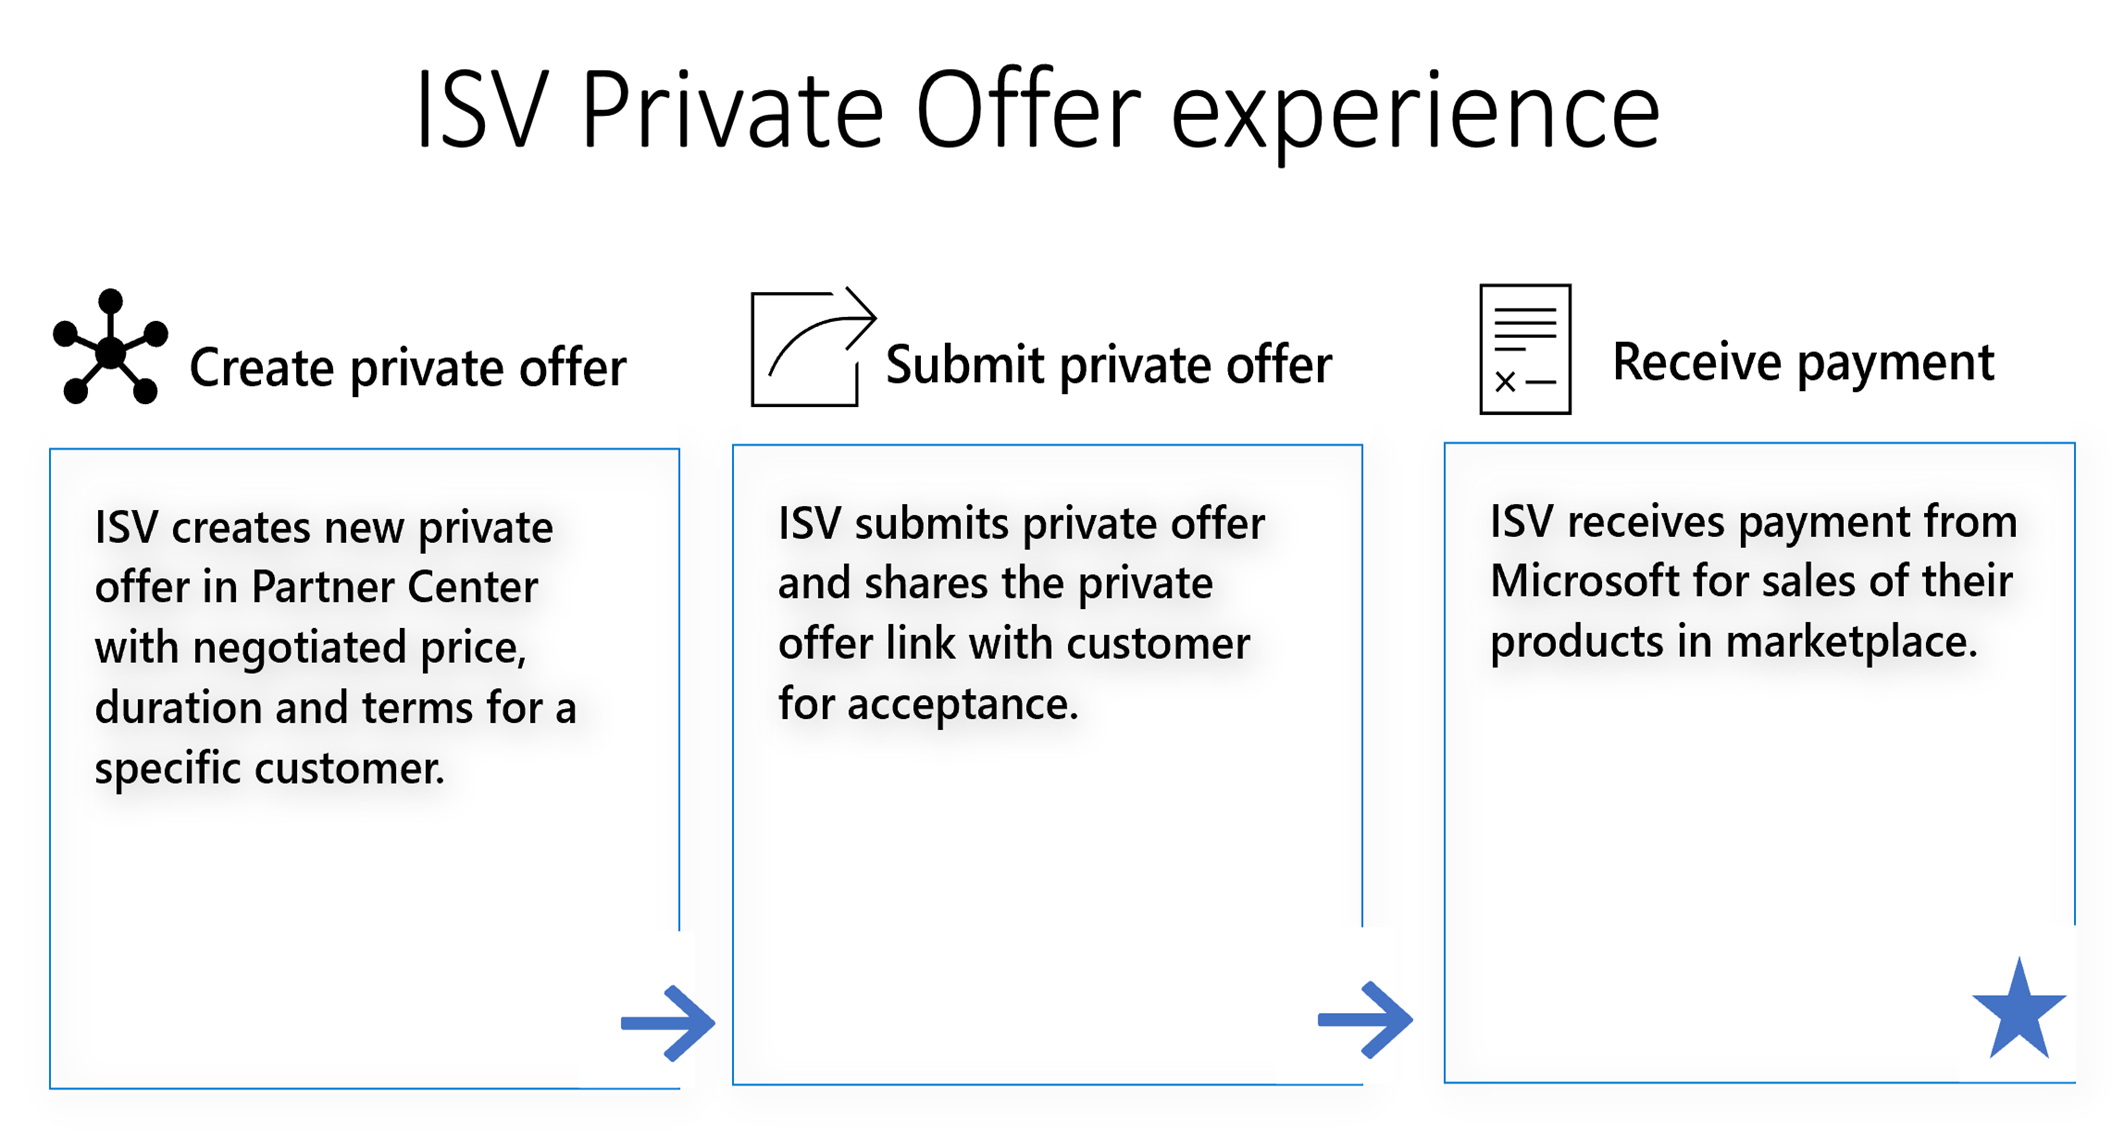 ISV Private Offer experience
Create private offer
ISV creates new private
offer in Partner Center
with negotiated price,
duration and terms for a
specific customer.
Submit private offer
ISV submits private offer
and shares the private
offer link with customer
for acceptance.
Receive payment
ISV receives payment from
Microsoft for sales of their
products in marketplace.